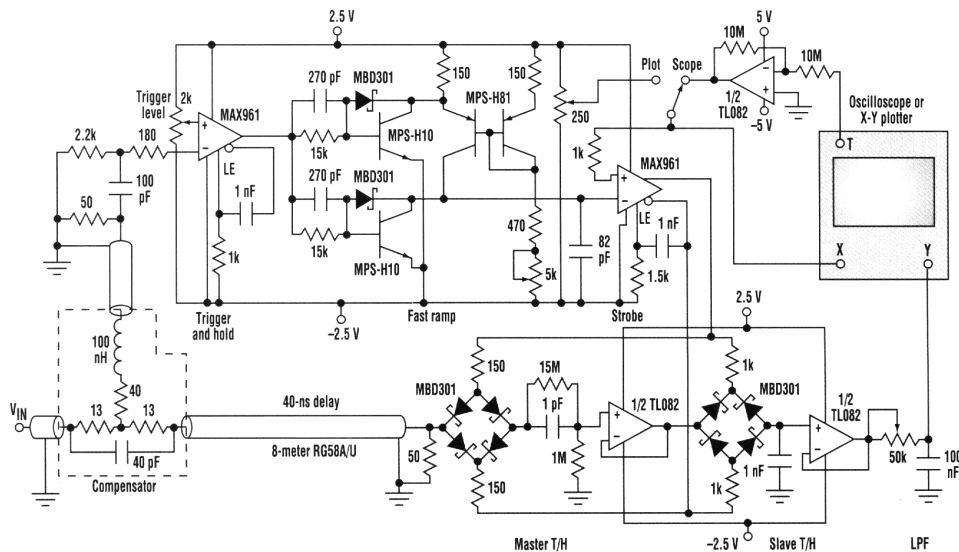 2.5 V
5 V
10M
10M
Plot
Scope
1/2
TL082
–5 V
Oscilloscope or
X-Y plotter
T
X
Y
270 pF
MBD301
150
150
MPS-H81
Trigger
level
2k
MAX961
+
–
LE
MPS-H10
15k
250
1k
MAX961
+
–
LE
1 nF
2.2k
180
100
pF
50
1 nF
1k
270 pF
MBD301
15k
MPS-H10
470
5k
82
pF
1.5k
Trigger
and hold
–2.5 V
Fast ramp
Strobe
100
nH
40
13
13
40 pF
Compensator
VIN
40-ns delay
8-meter RG58A/U
50
MBD301
150
150
15M
1 pF
1M
1/2 TL082
+
–
2.5 V
1k
1k
MBD301
1 nF
1/2
TL082
+
–
50k
100
nF
–2.5 V
Master T/H
Slave T/H
LPF